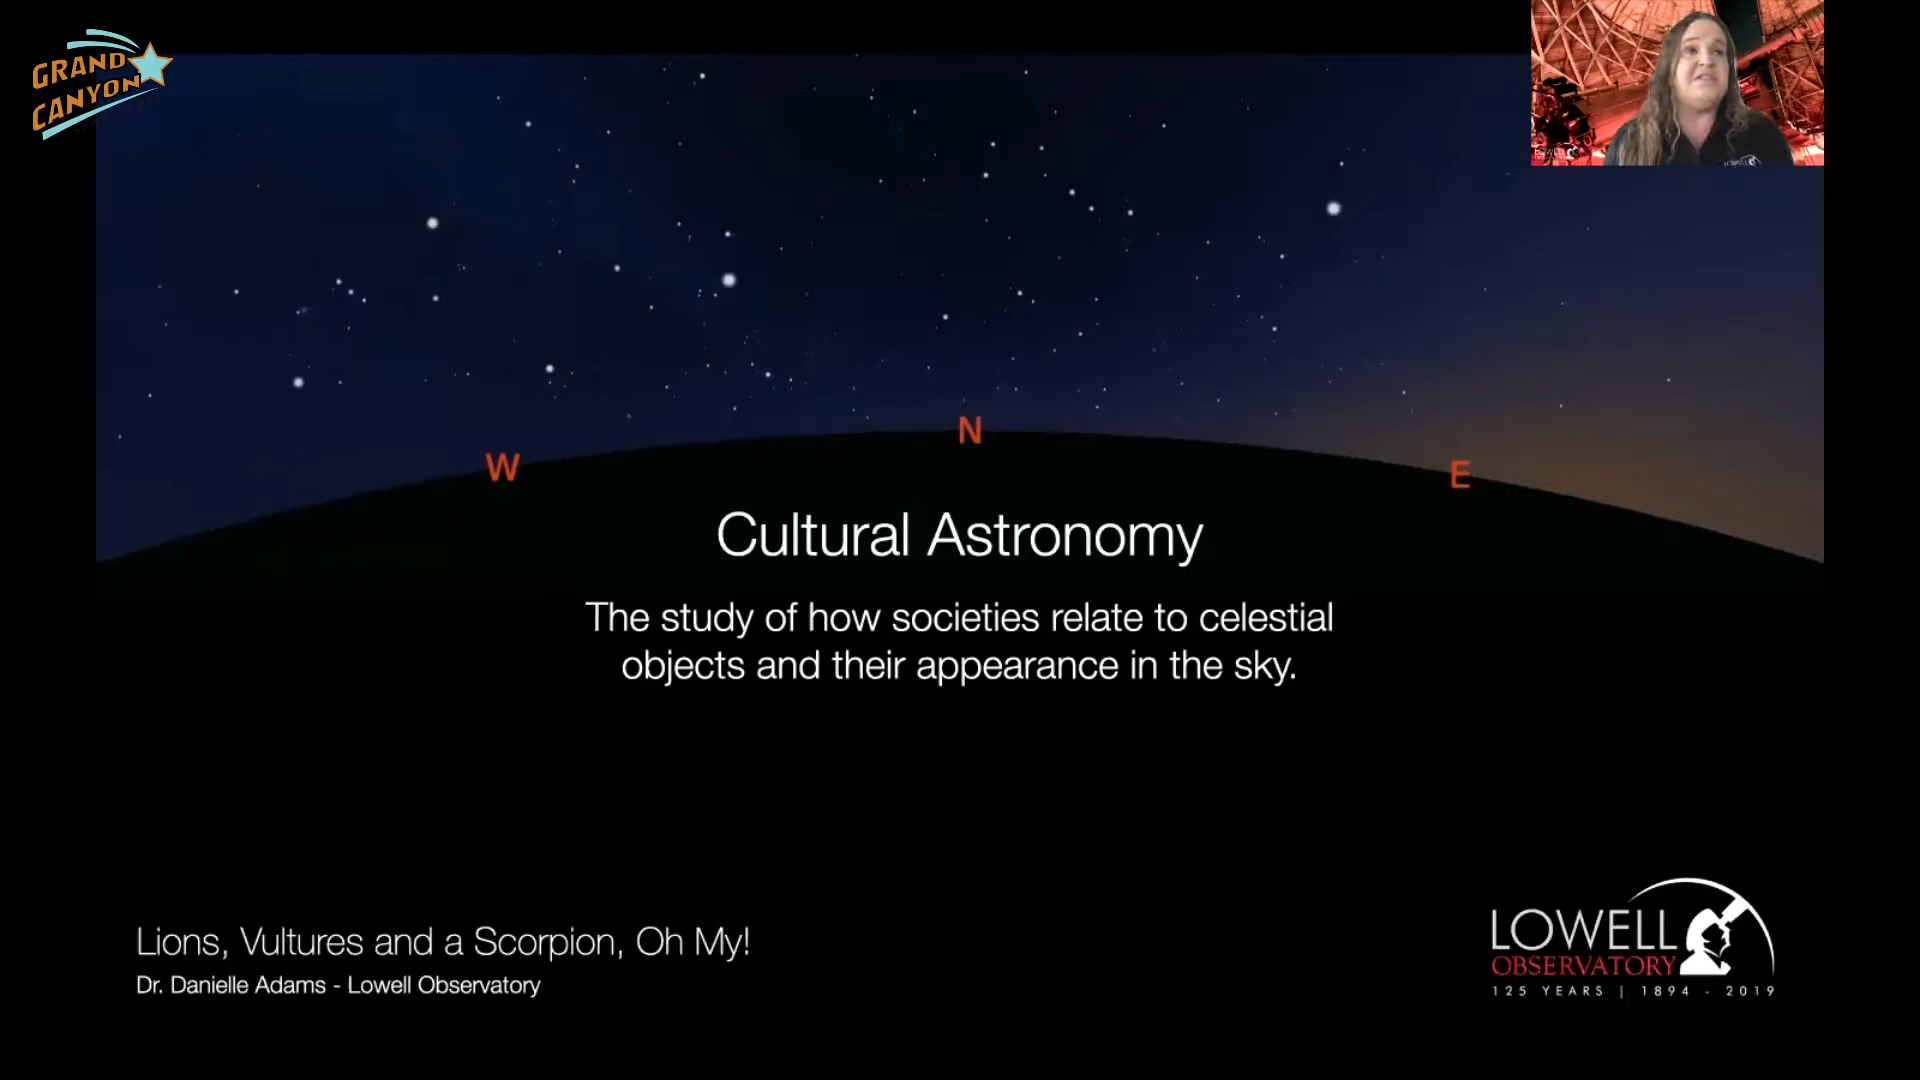 GRAND
CANYON
W
N
E
Cultural Astronomy
The study of how societies relate to celestial
objects and their appearance in the sky.
Lions, Vultures and a Scorpion, Oh My!
Dr. Danielle Adams - Lowell Observatory
LOWELL
OBSERVATORY
125 YEARS | 1894 - 2019